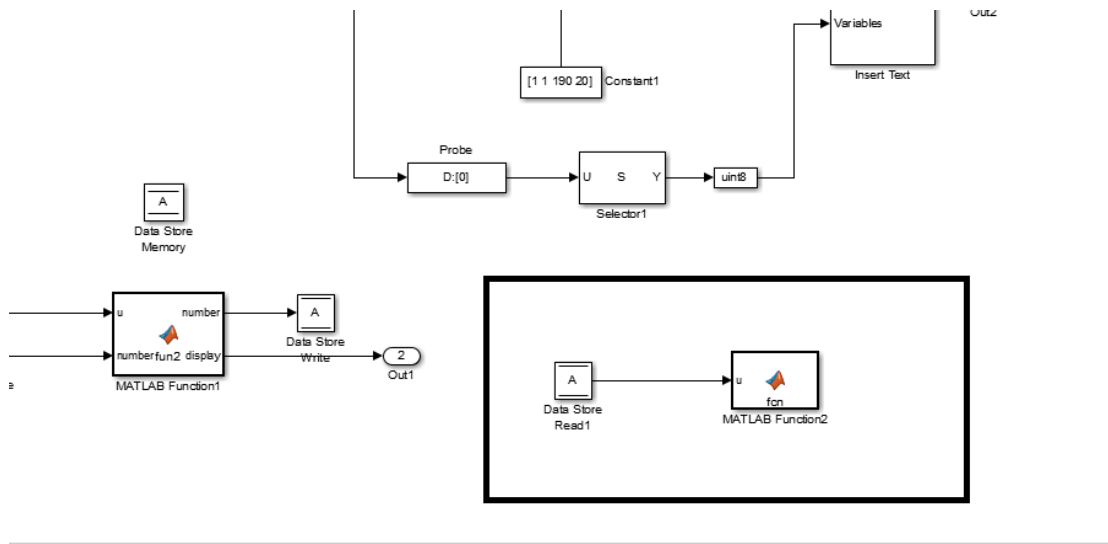 Out2
Variables
Insert Text
[1 1 190 20] Constant1
Probe
D:[0]
U S Y
Selector1
uint8
A
Data Store
Memory
u number
number fun2 display
MATLAB Function1
A
Data Store
Write
2
Out1
e
A
Data Store
Read1
u
fcn
MATLAB Function2